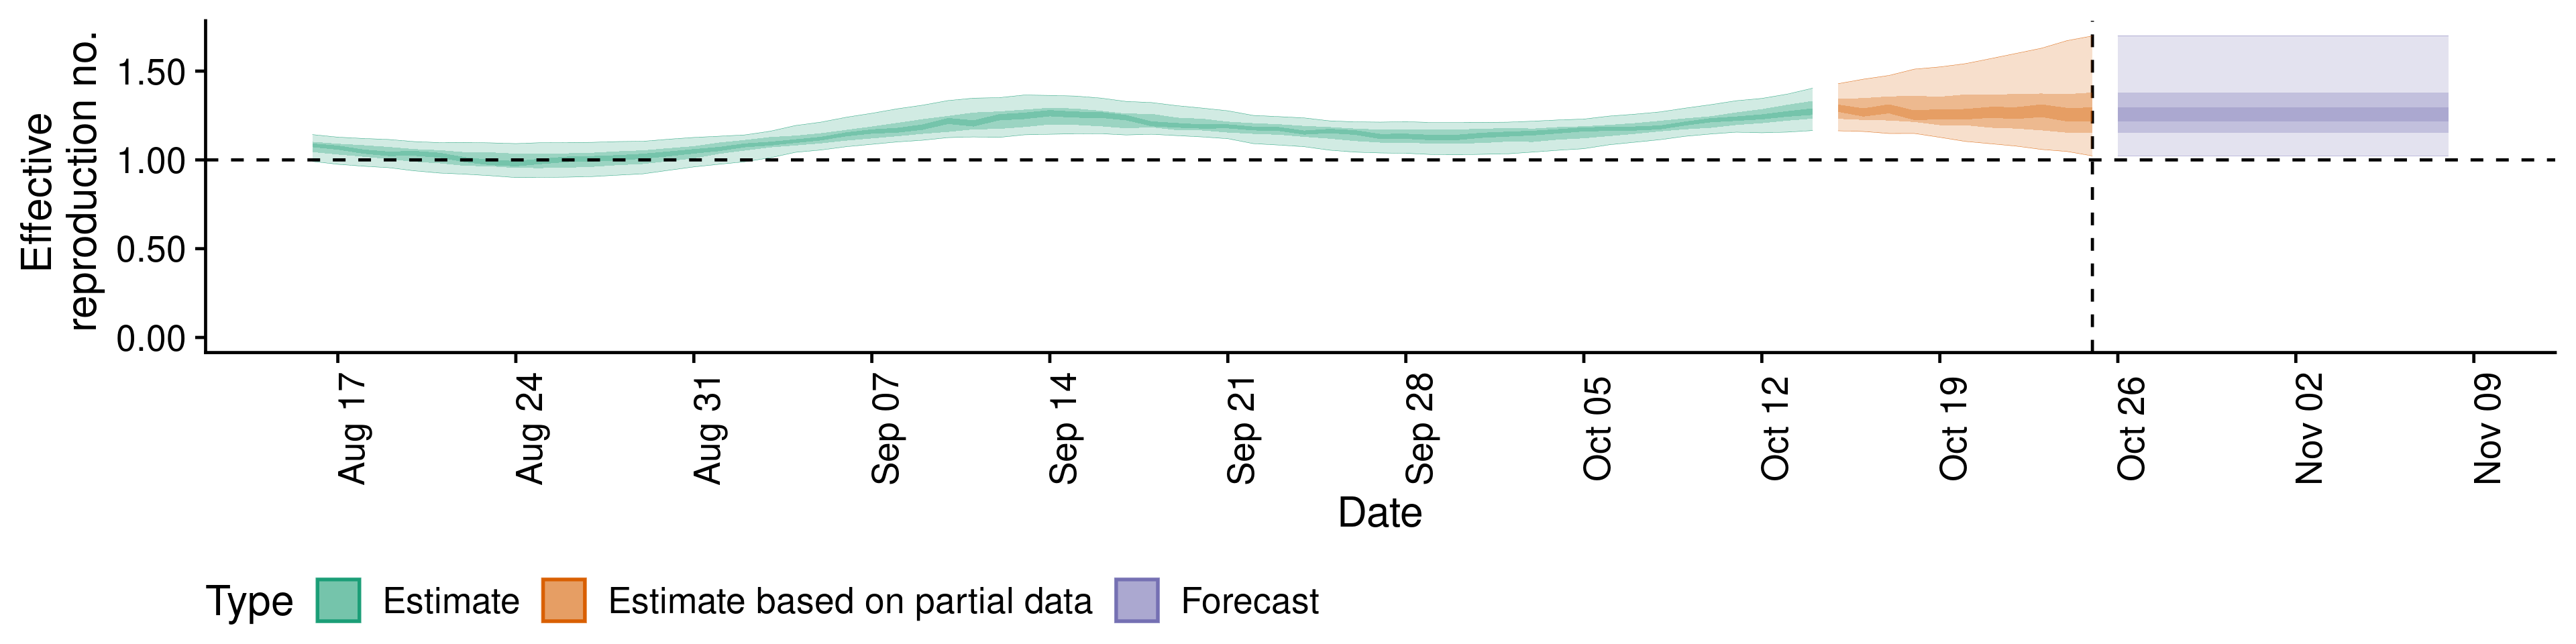 Effective
reproduction no.
1.50
1.00
0.50
0.00
Aug 17
Aug 24
Aug 31
Sep 07
Sep 14
Sep 21
Sep 28
Oct 05
Oct 12
Oct 19
Oct 26
Nov 02
Nov 09
Date
Type Estimate Estimate based on partial data Forecast